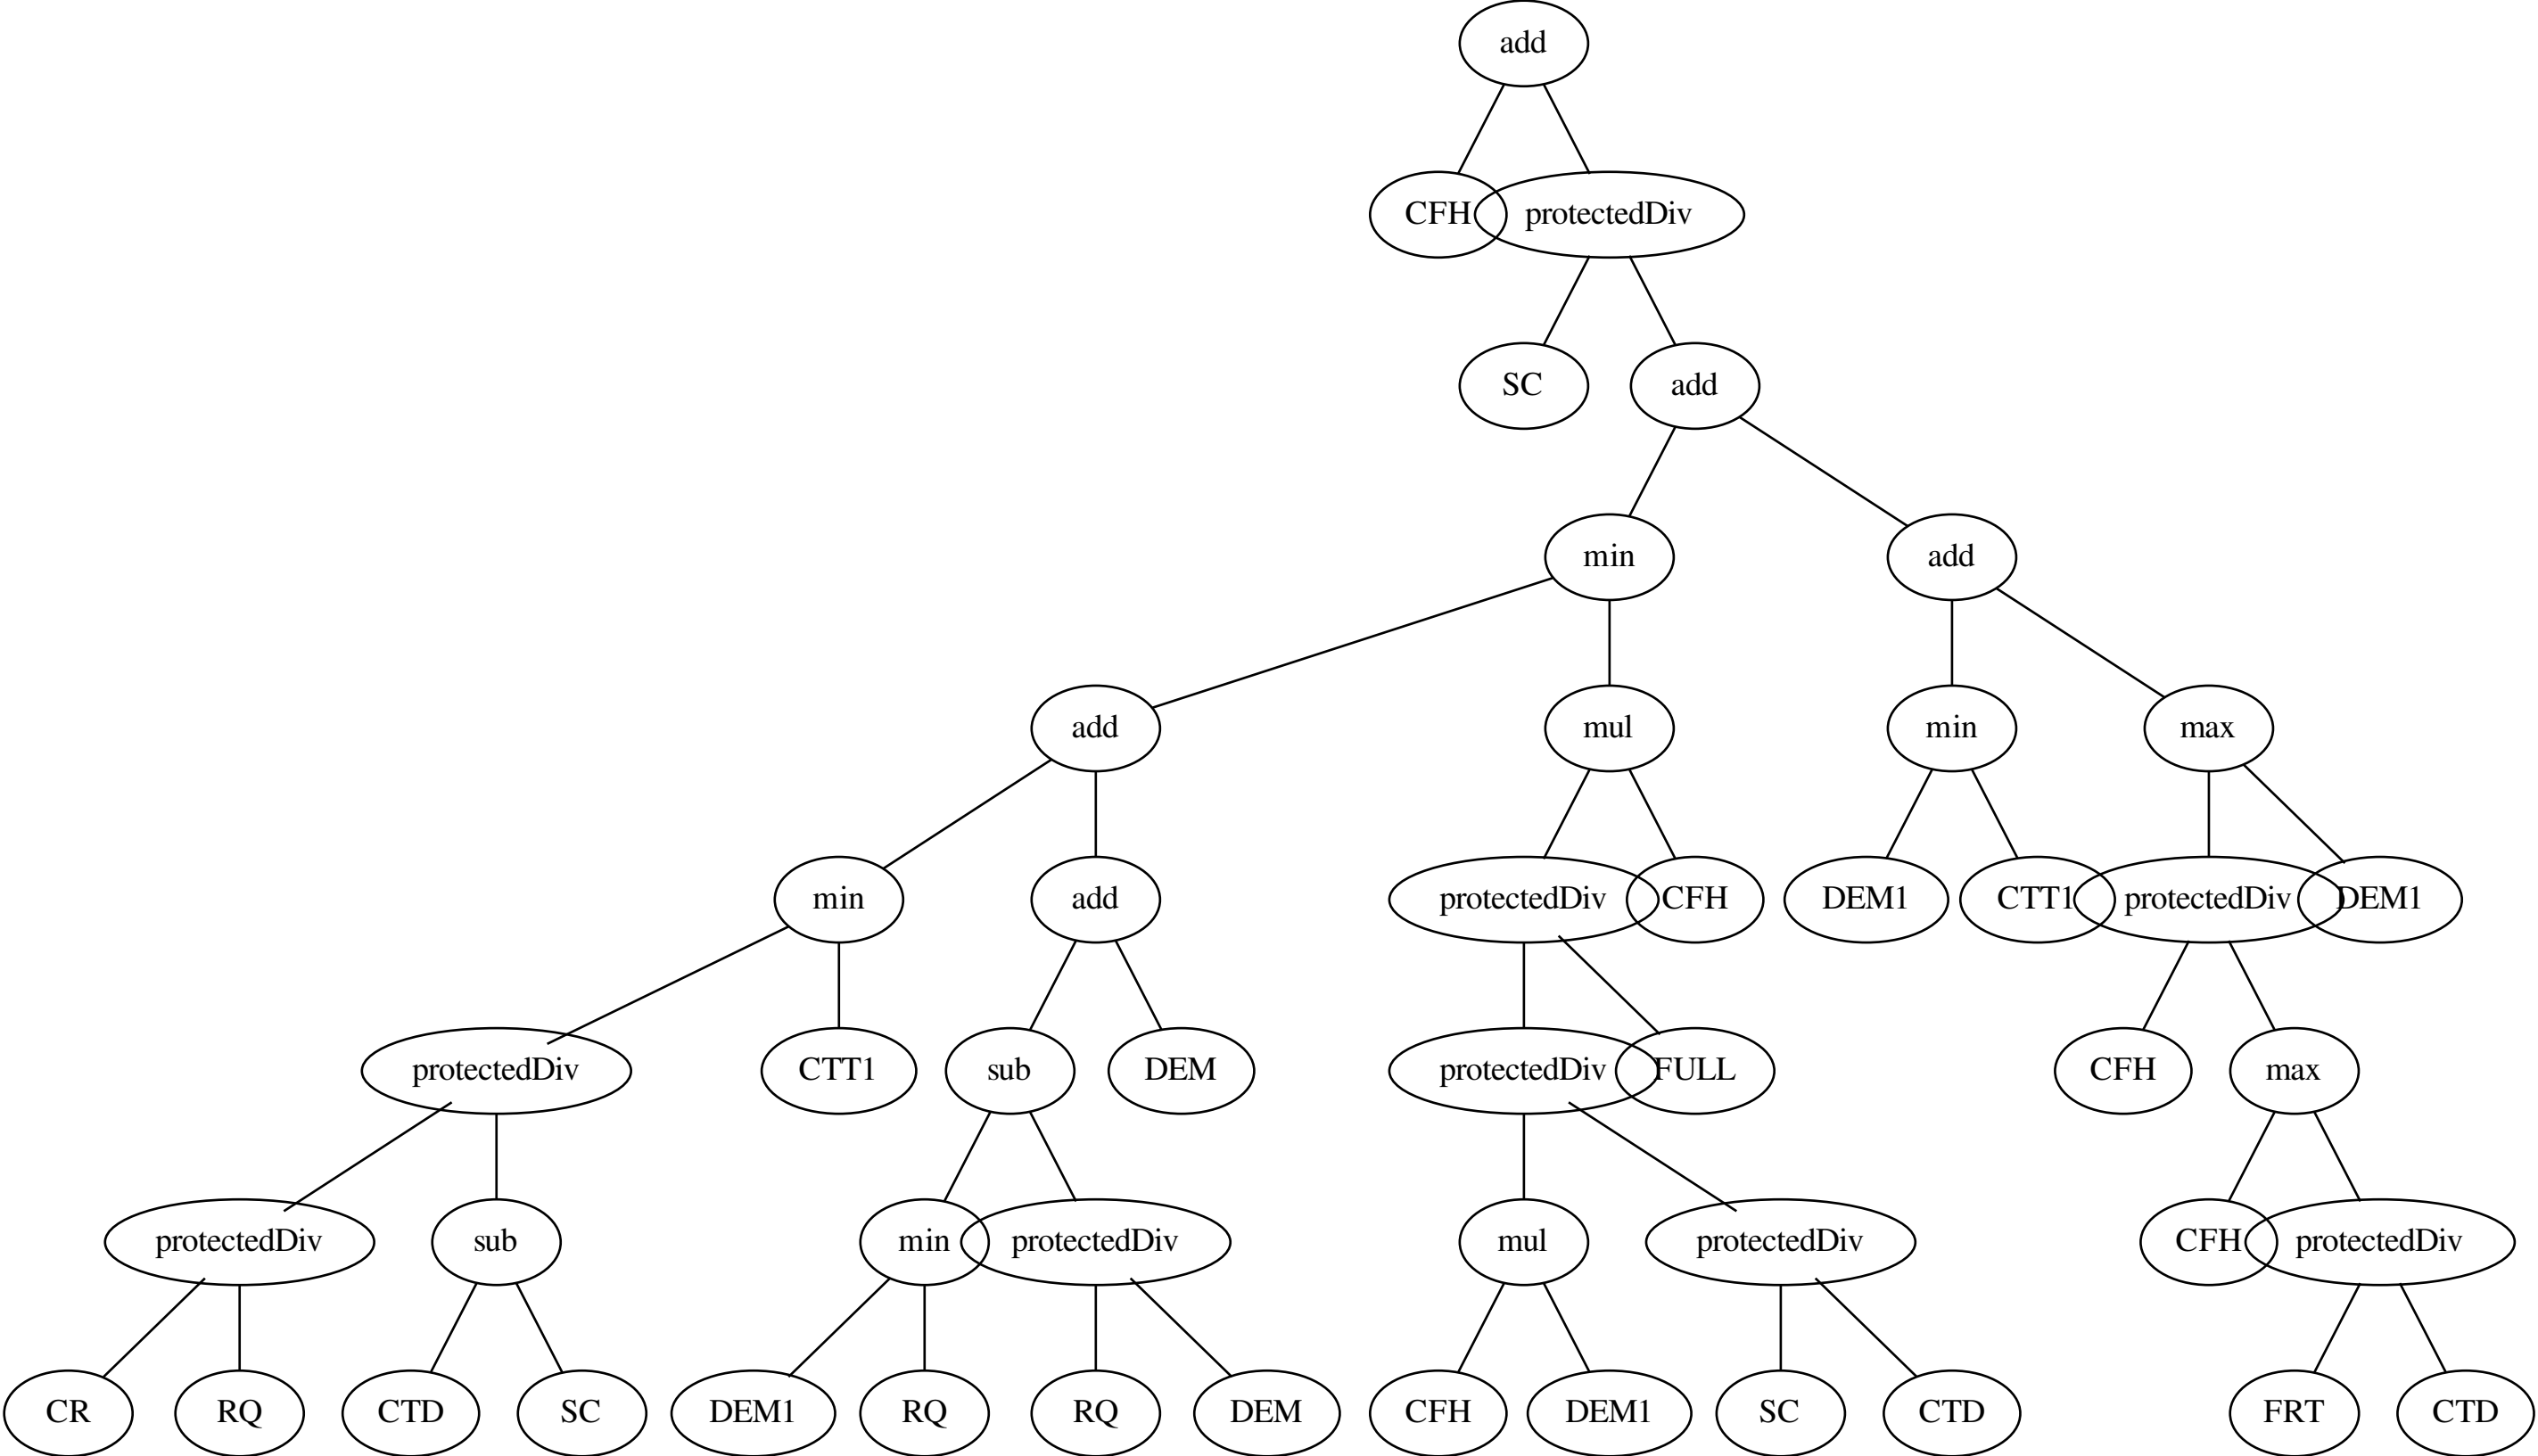 add
CFH protectedDiv
SC add
min add
add mul min max
min add protectedDiv CFH DEM1 CTT1 protectedDiv DEM1
protectedDiv CTT1 sub DEM protectedDiv FULL CFH max
protectedDiv sub min protectedDiv mul protectedDiv CFH protectedDiv
CR RQ CTD SC DEM1 RQ RQ DEM CFH DEM1 SC CTD FRT CTD